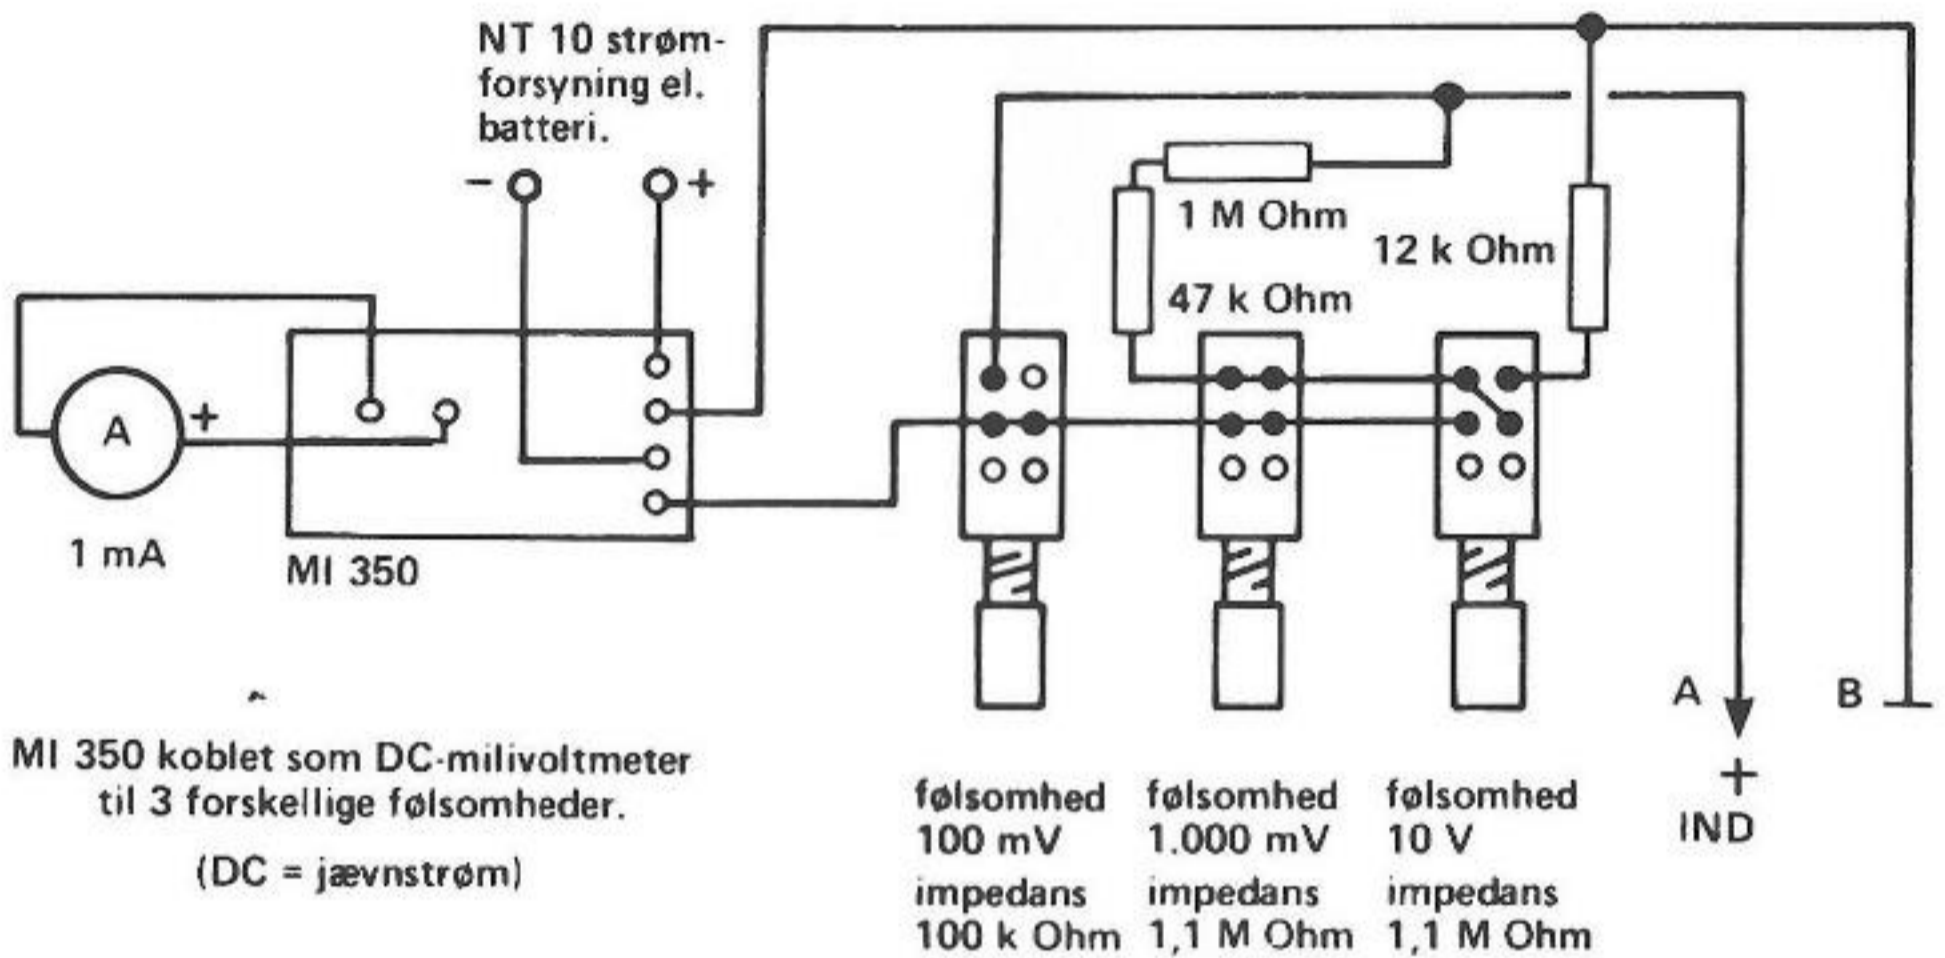 NT 10 strøm-
forsyning el.
batteri.
- +
1 M Ohm
12 k Ohm
47 k Ohm
A +
1 mA
MI 350
A B
+
IND
MI 350 koblet som DC-milivoltmeter
til 3 forskellige følsomheder.
(DC = jævnstrøm)
følsomhed
100 mV
impedans
100 k Ohm
følsomhed
1.000 mV
impedans
1,1 M Ohm
følsomhed
10 V
impedans
1,1 M Ohm